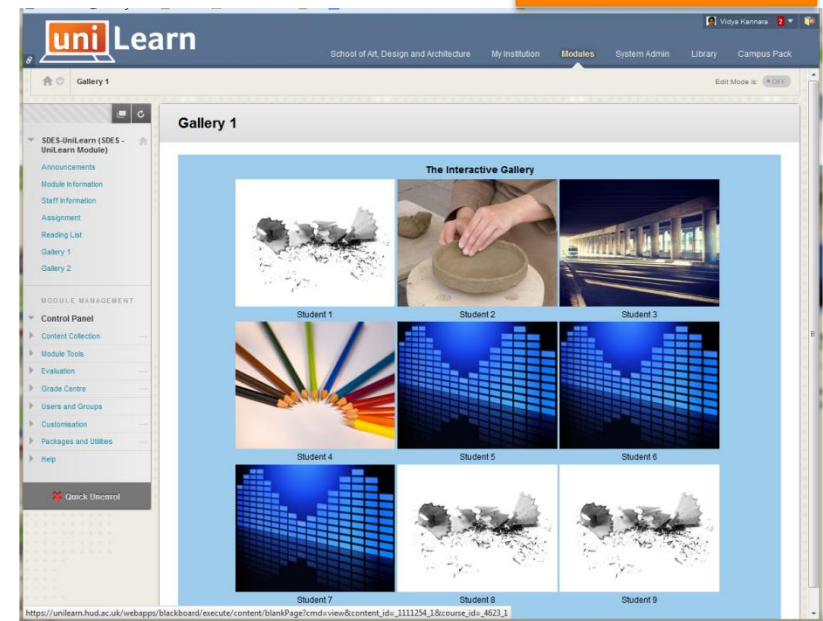 uni Learn
Vidya Kannara 2
School of Art, Design and Architecture My Institution Modules System Admin Library Campus Pack
Gallery 1 Edit Mode is: OFF
SDES-UniLearn (SDES -
UniLearn Module)
Announcements
Module Information
Staff Information
Assignment
Reading List
Gallery 1
Gallery 2
MODULE MANAGEMENT
Control Panel
Content Collection
Module Tools
Evaluation
Grade Centre
Users and Groups
Customisation
Packages and Utilities
Help
Quick Unenrol
Gallery 1
The Interactive Gallery
Student 1 Student 2 Student 3
Student 4 Student 5 Student 6
Student 7 Student 8 Student 9
https://unilearn.hud.ac.uk/webapps/blackboard/execute/content/blankPage?cmd=view&content_id=_1111254_1&course_id=_4623_1